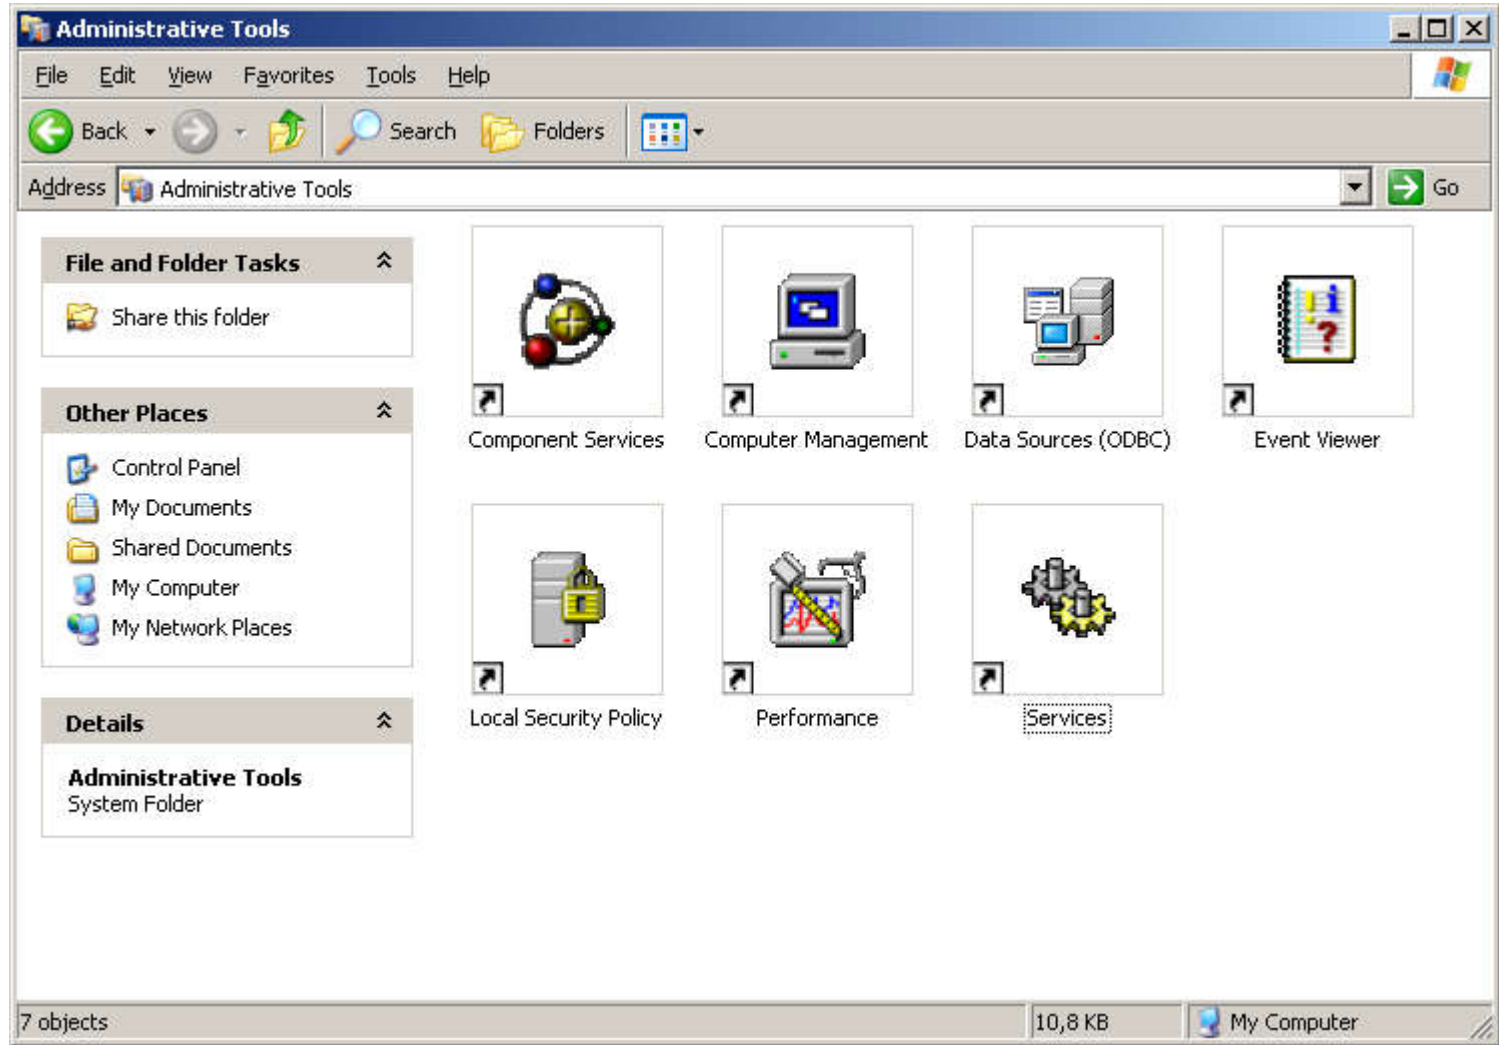 Administrative Tools
File Edit View Favorites Tools Help
Back Search Folders
Address Administrative Tools Go
File and Folder Tasks
Share this folder
Other Places
Control Panel
My Documents
Shared Documents
My Computer
My Network Places
Details
Administrative Tools
System Folder
Component Services Computer Management Data Sources (ODBC) Event Viewer
Local Security Policy Performance Services
7 objects 10,8 KB My Computer